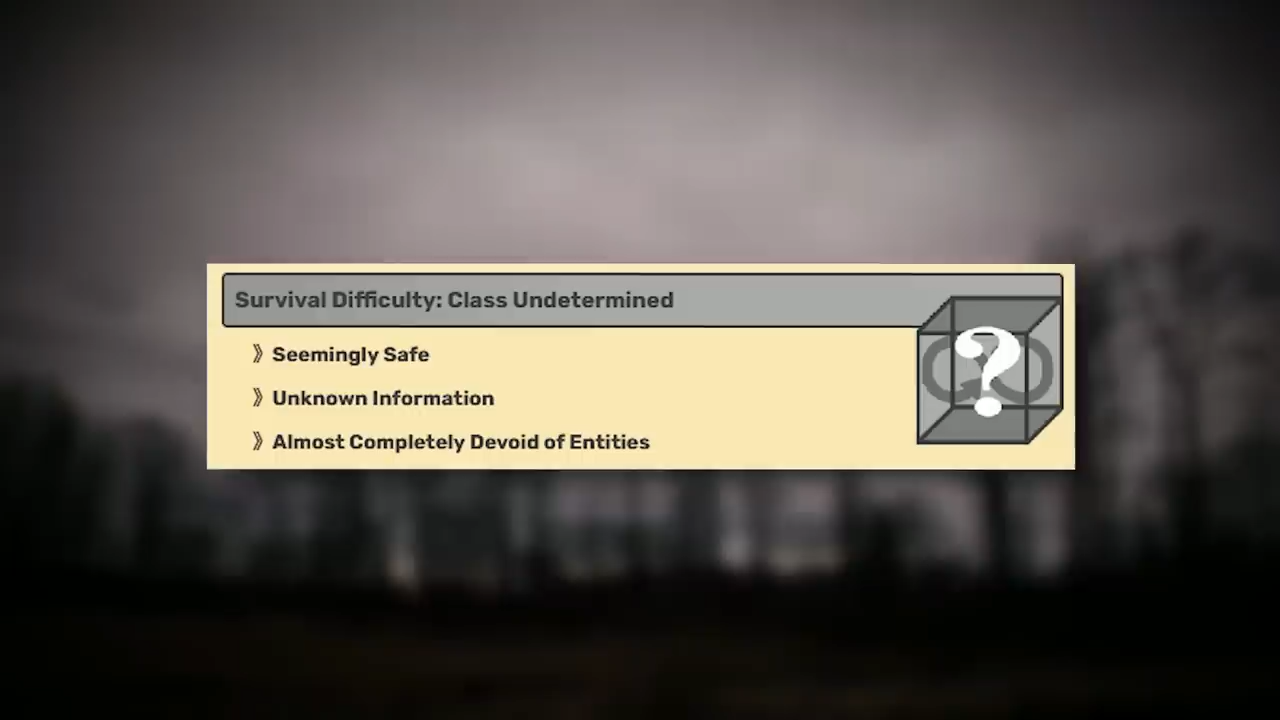 Survival Difficulty: Class Undetermined
》Seemingly Safe
》Unknown Information
》Almost Completely Devoid of Entities
?